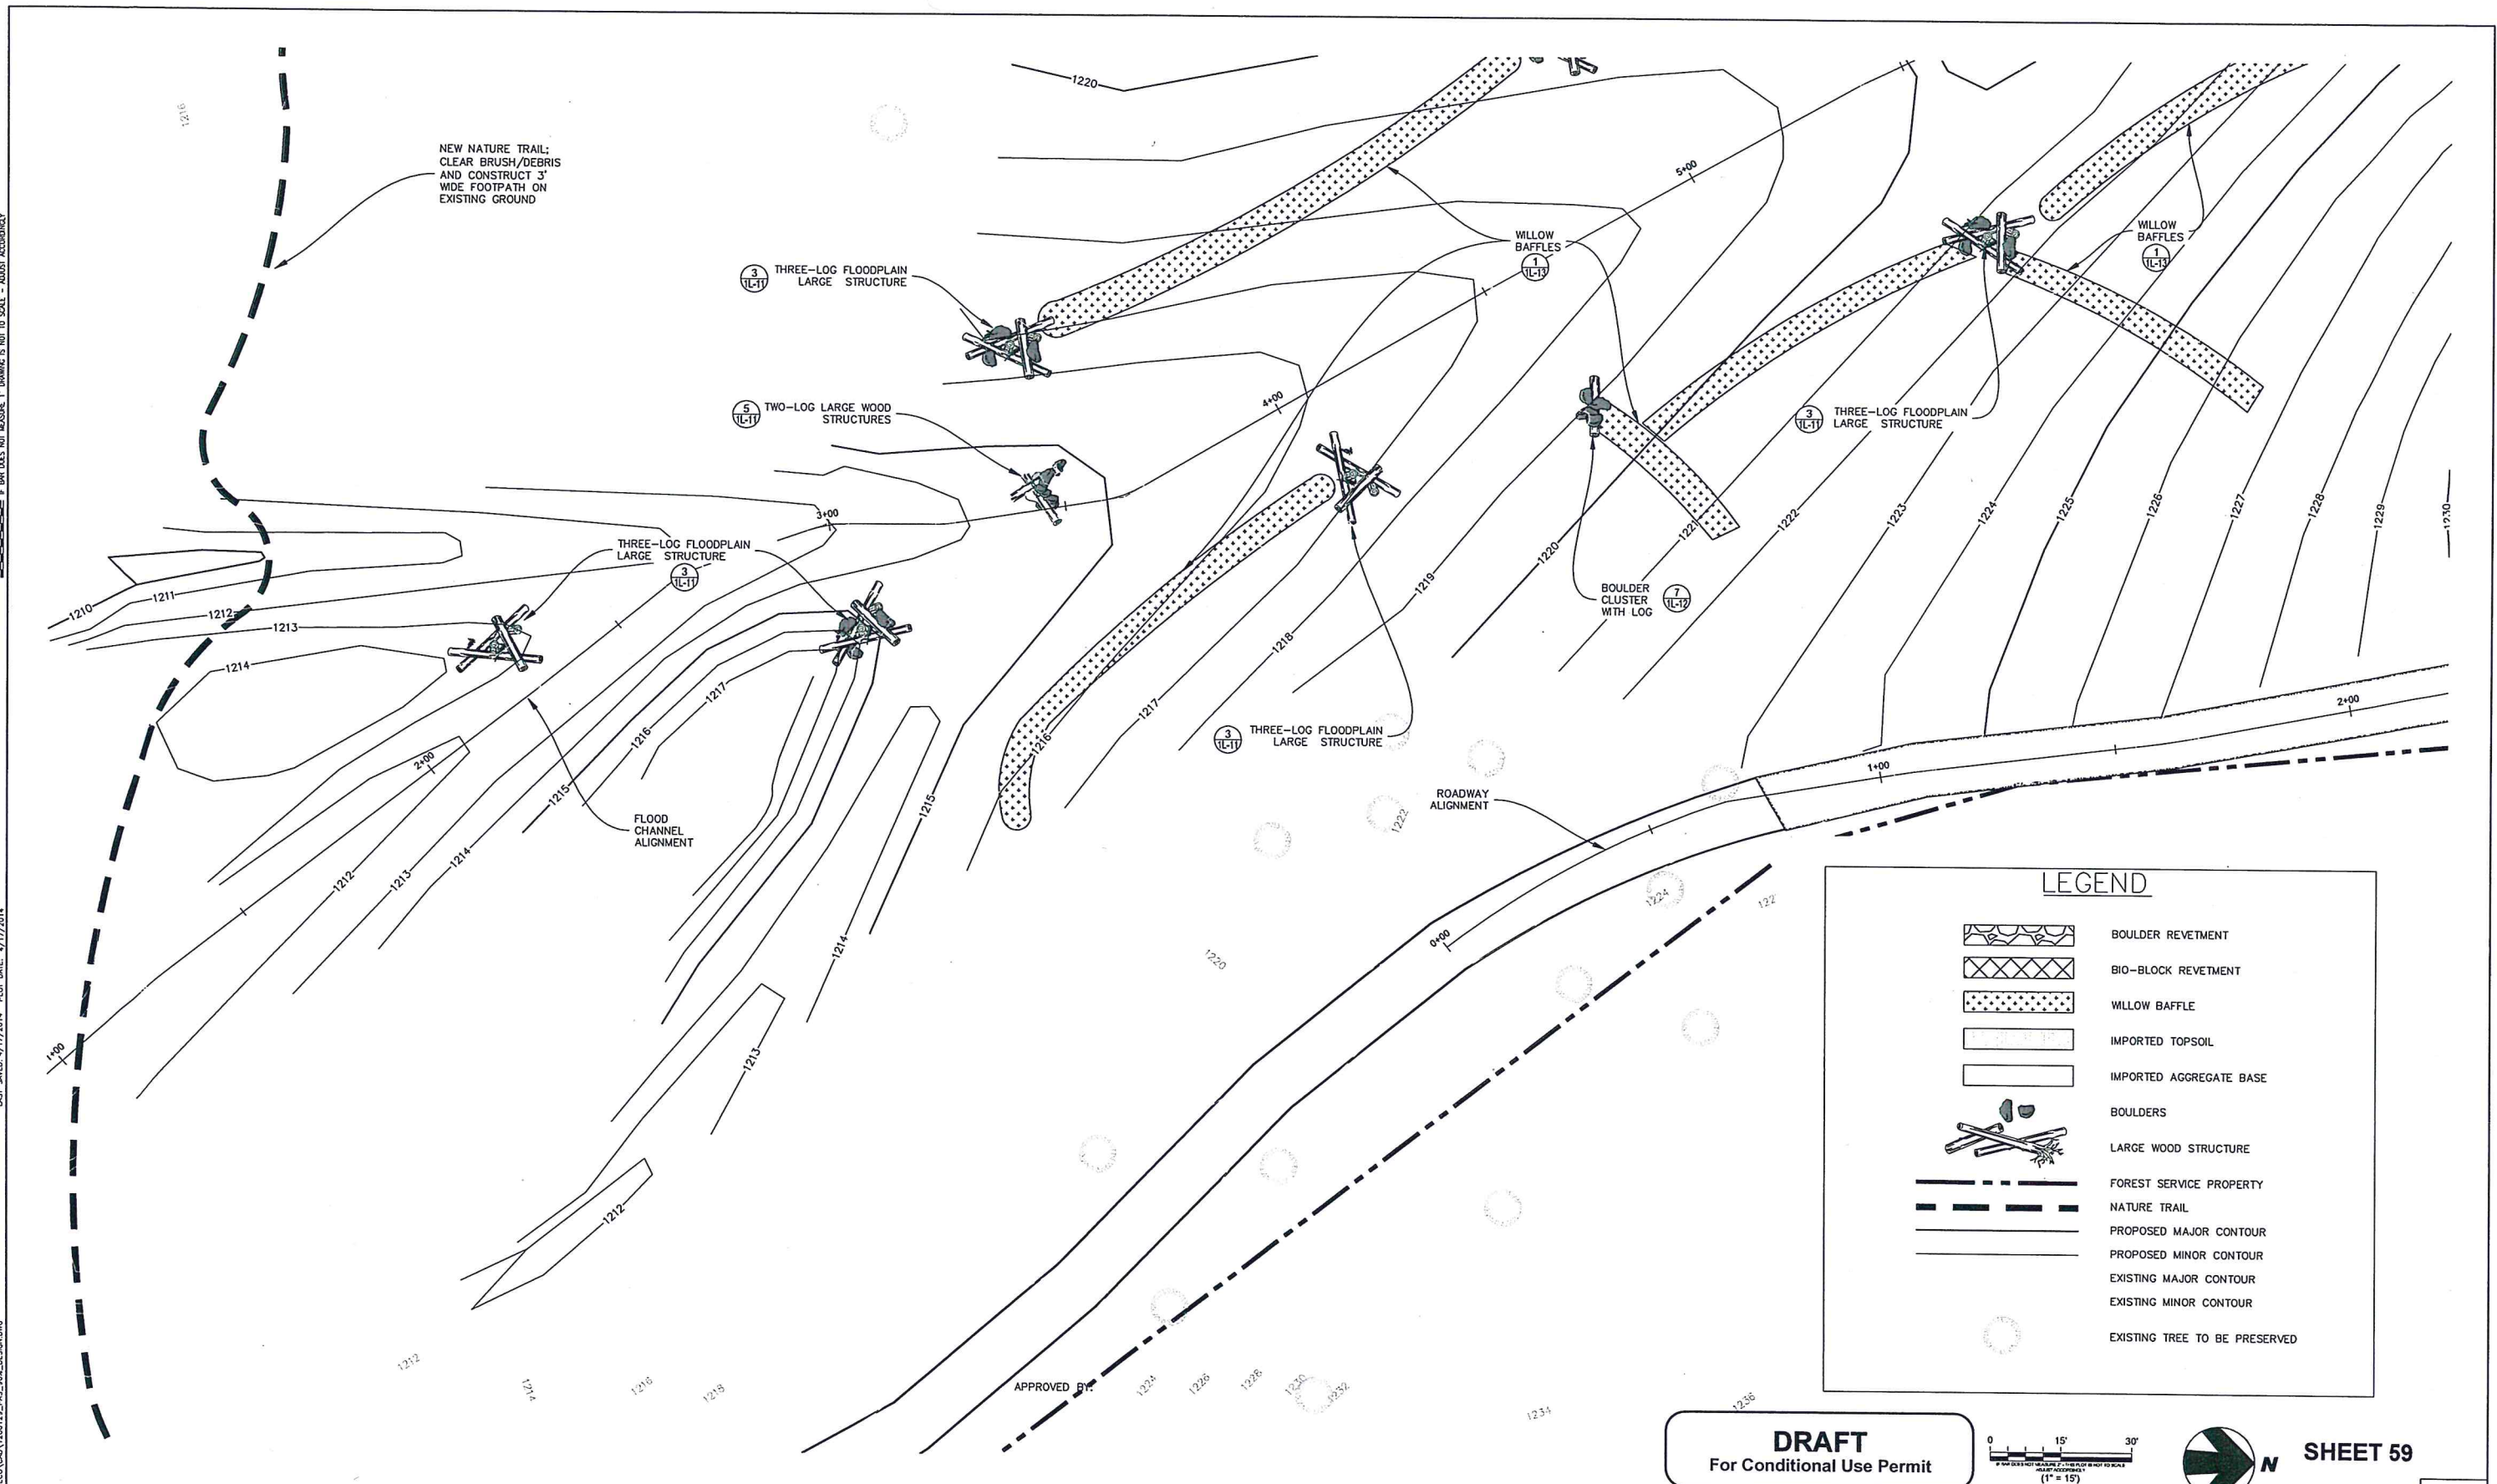 1216
NEW NATURE TRAIL;
CLEAR BRUSH/DEBRIS
AND CONSTRUCT 3'
WIDE FOOTPATH ON
EXISTING GROUND
1220
5+00
WILLOW
BAFFLES
1
1L-13
WILLOW
BAFFLES
1
1L-13
3
1L-11
THREE-LOG FLOODPLAIN
LARGE STRUCTURE
4+00
5
1L-11
TWO-LOG LARGE WOOD
STRUCTURES
3
1L-11
THREE-LOG FLOODPLAIN
LARGE STRUCTURE
3+00
THREE-LOG FLOODPLAIN
LARGE STRUCTURE
3
1L-11
1219
1220
1221
1222
1223
1224
1225
1226
1227
1228
1229
1230
BOULDER
CLUSTER
WITH LOG
7
1L-12
1210
1211
1212
1213
1214
1217
1216
1218
1217
1216
3
1L-11
THREE-LOG FLOODPLAIN
LARGE STRUCTURE
2+00
2+00
1+00
1215
1215
FLOOD
CHANNEL
ALIGNMENT
ROADWAY
ALIGNMENT
1222
1212
1213
1214
1224
122
0+00
1214
1220
1+00
1213
1212
LEGEND
BOULDER REVETMENT
BIO-BLOCK REVETMENT
WILLOW BAFFLE
IMPORTED TOPSOIL
IMPORTED AGGREGATE BASE
BOULDERS
LARGE WOOD STRUCTURE
FOREST SERVICE PROPERTY
NATURE TRAIL
PROPOSED MAJOR CONTOUR
PROPOSED MINOR CONTOUR
EXISTING MAJOR CONTOUR
EXISTING MINOR CONTOUR
EXISTING TREE TO BE PRESERVED
1212
1214
1216
1218
APPROVED BY:
1224
1226
1228
1230
1232
1234
1236
DRAFT
For Conditional Use Permit
0 15' 30'
(1" = 15')
N
SHEET 59